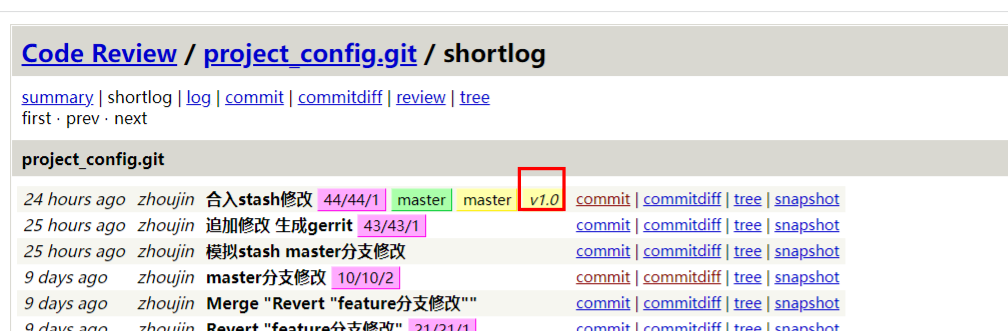 Code Review / project_config.git / shortlog
summary | shortlog | log | commit | commitdiff | review | tree
first · prev · next
project_config.git
24 hours ago zhoujin 合入stash修改 44/44/1 master master v1.0 commit | commitdiff | tree | snapshot
25 hours ago zhoujin 追加修改 生成gerrit 43/43/1 commit | commitdiff | tree | snapshot
25 hours ago zhoujin 模拟stash master分支修改 commit | commitdiff | tree | snapshot
9 days ago zhoujin master分支修改 10/10/2 commit | commitdiff | tree | snapshot
9 days ago zhoujin Merge "Revert "feature分支修改"" commit | commitdiff | tree | snapshot
9 days ago zhoujin Revert "feature分支修改" 21/21/1 commit | commitdiff | tree | snapshot